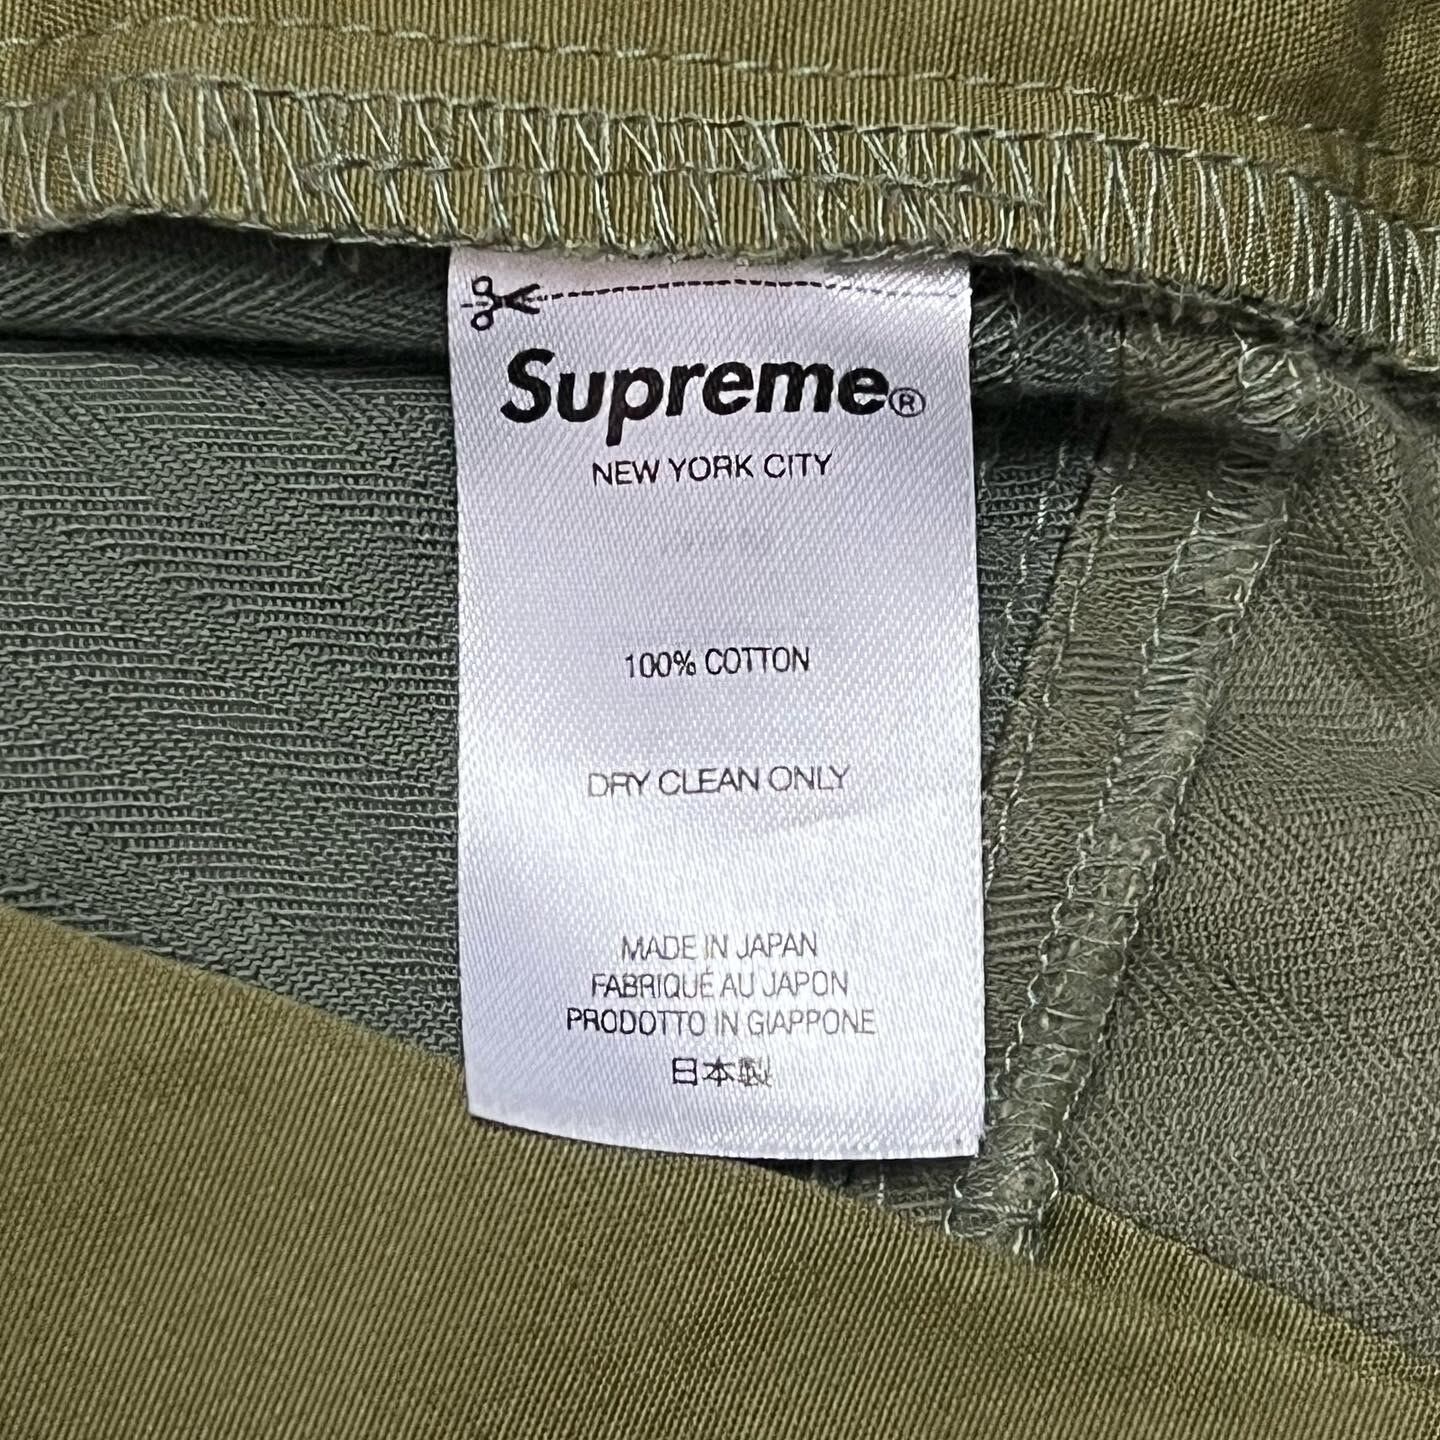 Supreme®
NEW YORK CITY
100% COTTON
DRY CLEAN ONLY
MADE IN JAPAN
FABRIQUÉ AU JAPON
PRODOTTO IN GIAPPONE
日本製